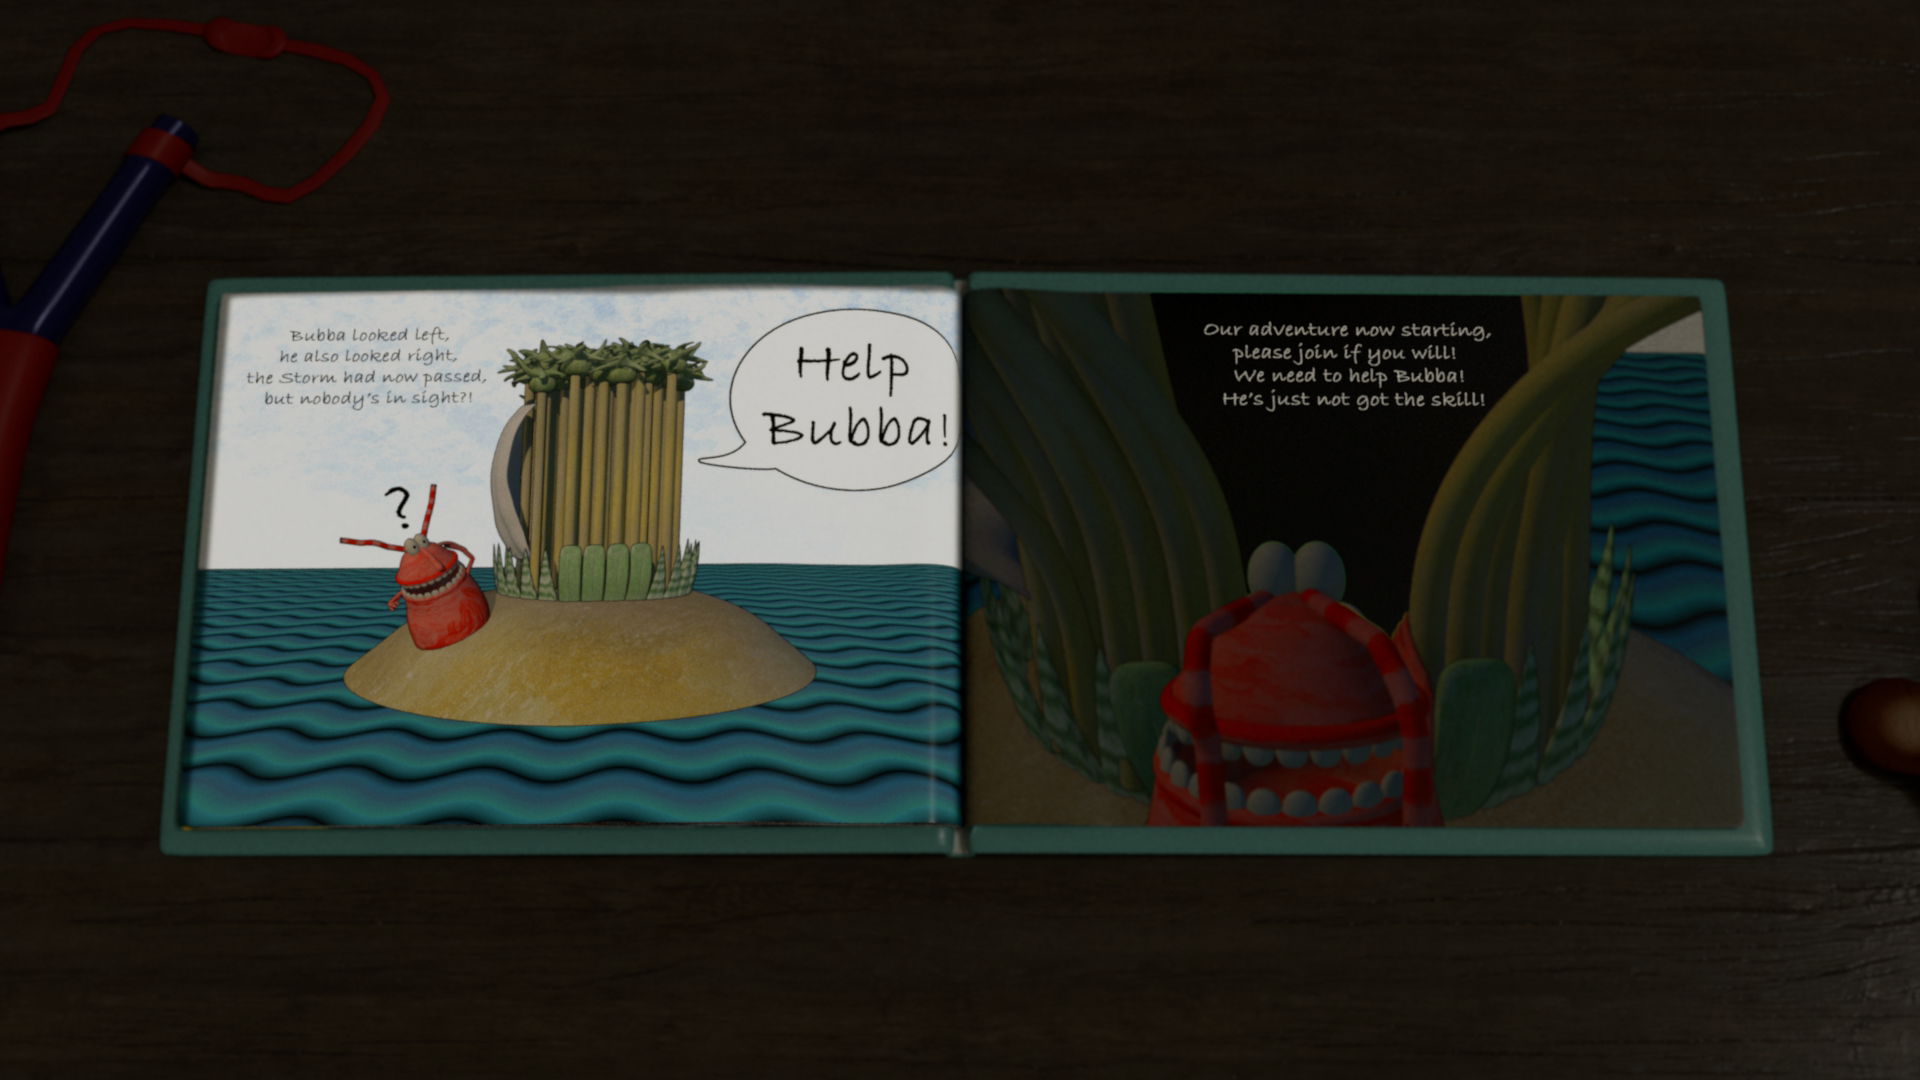 Bubba looked left,
he also looked right,
the Storm had now passed,
but nobody's in sight?!
?
Help
Bubba!
Our adventure now starting,
please join if you will!
We need to help Bubba!
He's just not got the skill!